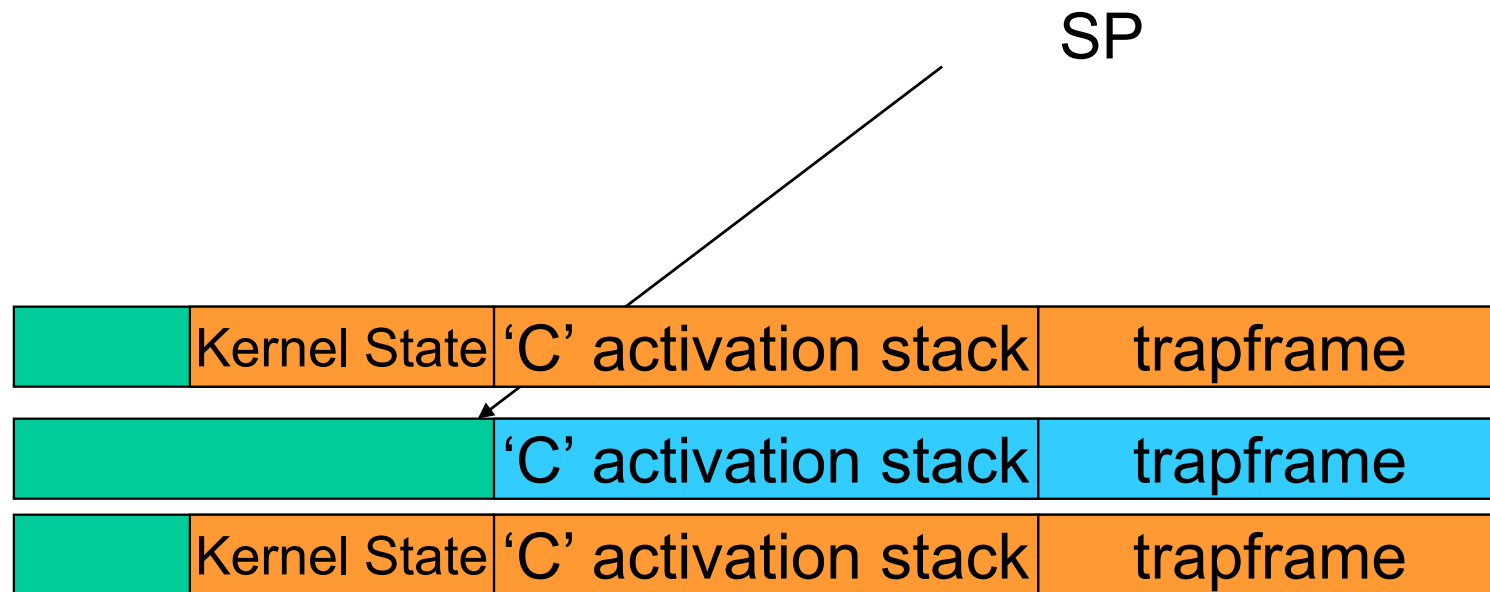 SP
Kernel State ‘C’ activation stack trapframe
‘C’ activation stack trapframe
Kernel State ‘C’ activation stack trapframe